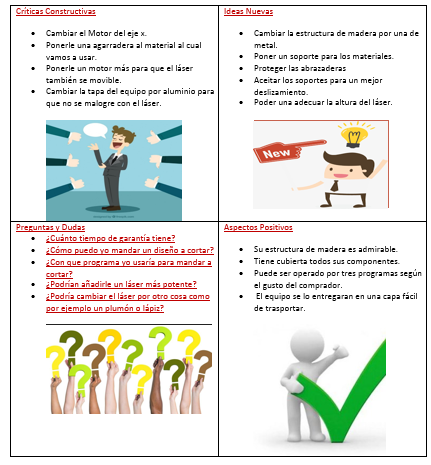 Críticas Constructivas
Cambiar el Motor del eje x.
Ponerle una agarradera al material al cual
vamos a usar.
Ponerle un motor más para que el láser
también se movible.
Cambiar la tapa del equipo por aluminio para
que no se malogre con el láser.
Ideas Nuevas
Cambiar la estructura de madera por una de
metal.
Poner un soporte para los materiales.
Proteger las abrazaderas
Aceitar los soportes para un mejor
deslizamiento.
Poder una adecuar la altura del láser.
New
Preguntas y Dudas
¿Cuánto tiempo de garantía tiene?
¿Cómo puedo yo mandar un diseño a cortar?
¿Con que programa yo usaría para mandar a
cortar?
¿Podrían añadirle un láser más potente?
¿Podría cambiar el láser por otro cosa como
por ejemplo un plumón o lápiz?
? ? ? ? ? ? ? ? ?
Aspectos Positivos
Su estructura de madera es admirable.
Tiene cubierta todos sus componentes.
Puede ser operado por tres programas según
el gusto del comprador.
El equipo se lo entregaran en una capa fácil
de trasportar.